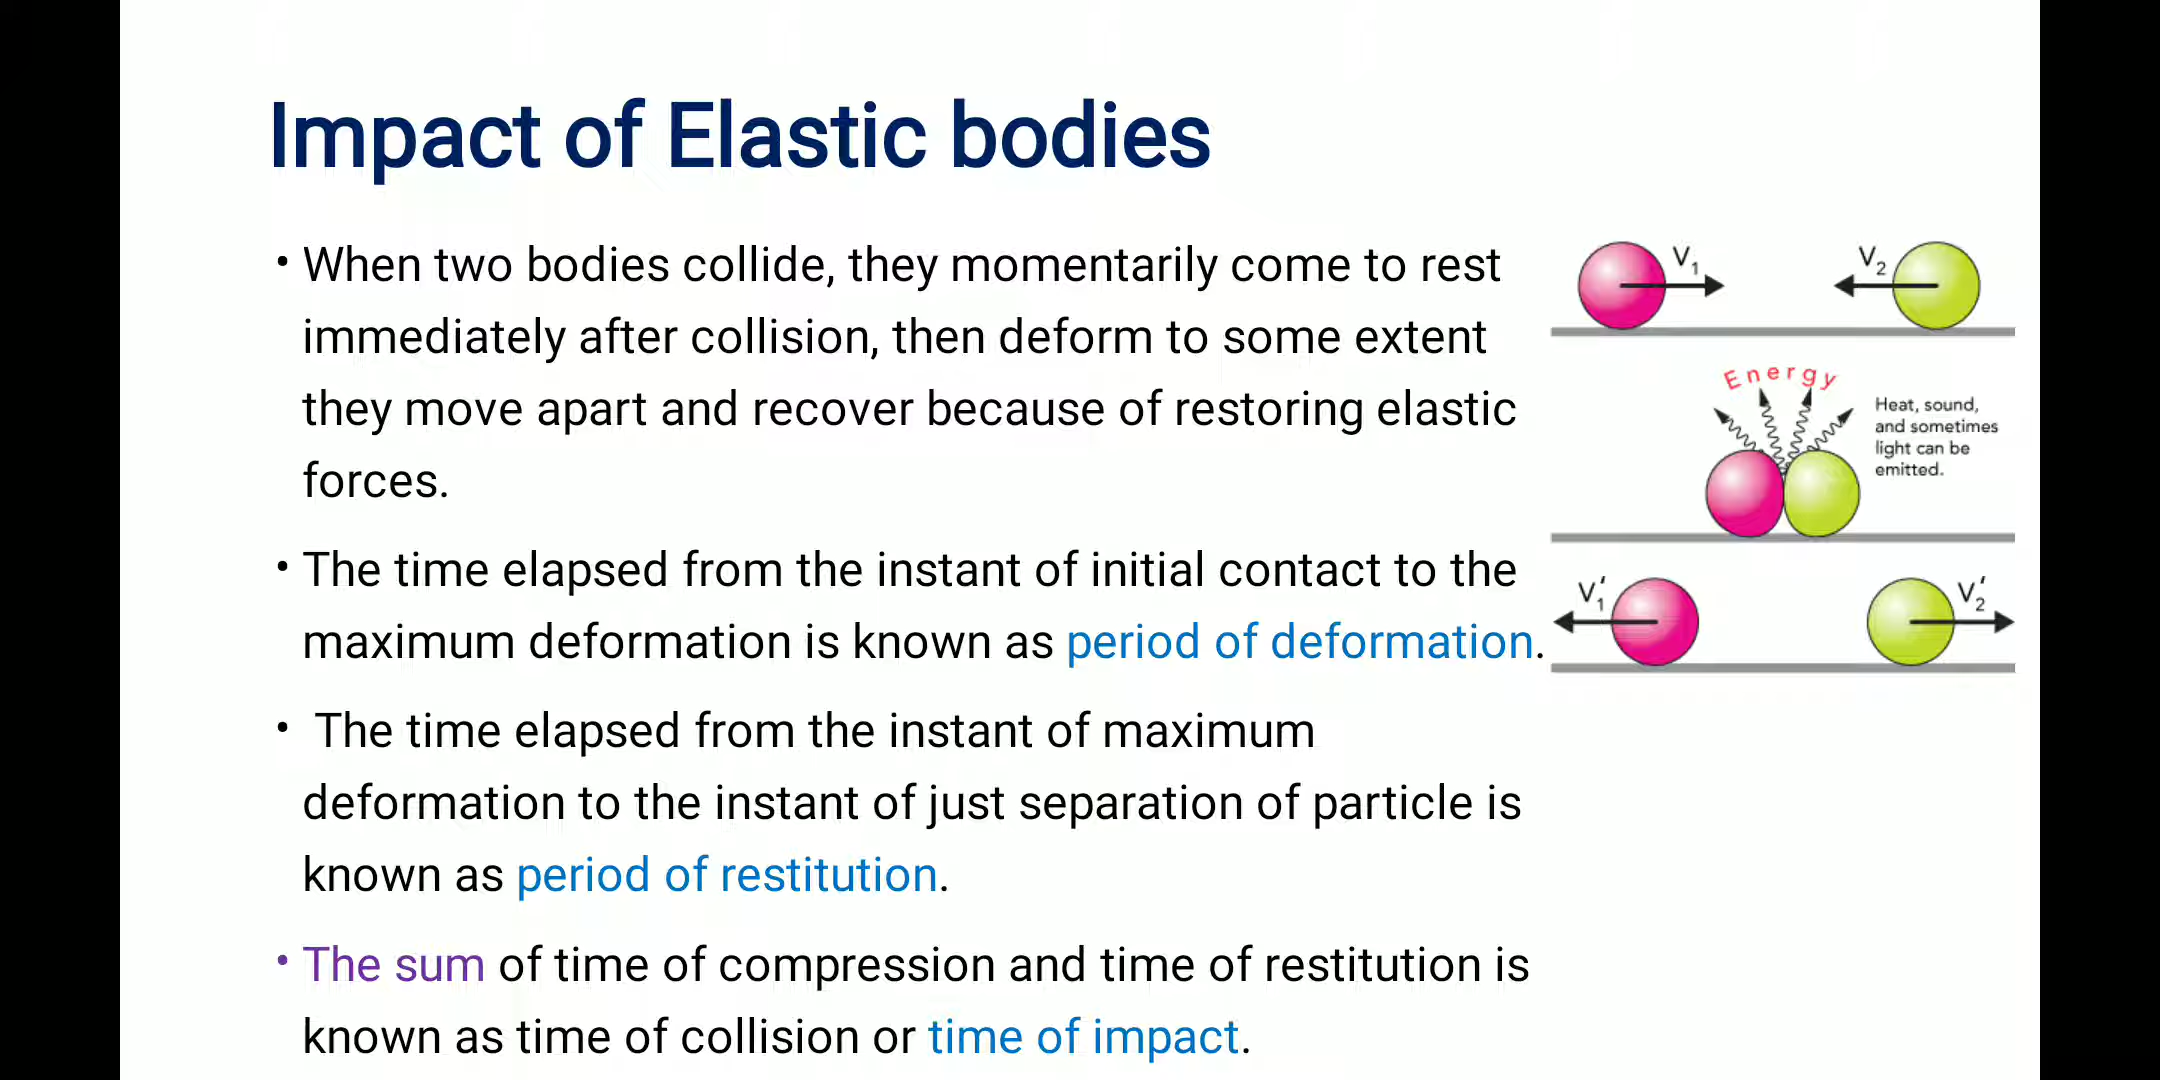 Impact of Elastic bodies
• When two bodies collide, they momentarily come to rest
immediately after collision, then deform to some extent
they move apart and recover because of restoring elastic
forces.
• The time elapsed from the instant of initial contact to the
maximum deformation is known as period of deformation.
• The time elapsed from the instant of maximum
deformation to the instant of just separation of particle is
known as period of restitution.
• The sum of time of compression and time of restitution is
known as time of collision or time of impact.
V₁
V₂
Energy
Heat, sound,
and sometimes
light can be
emitted.
V₁′
V₂′